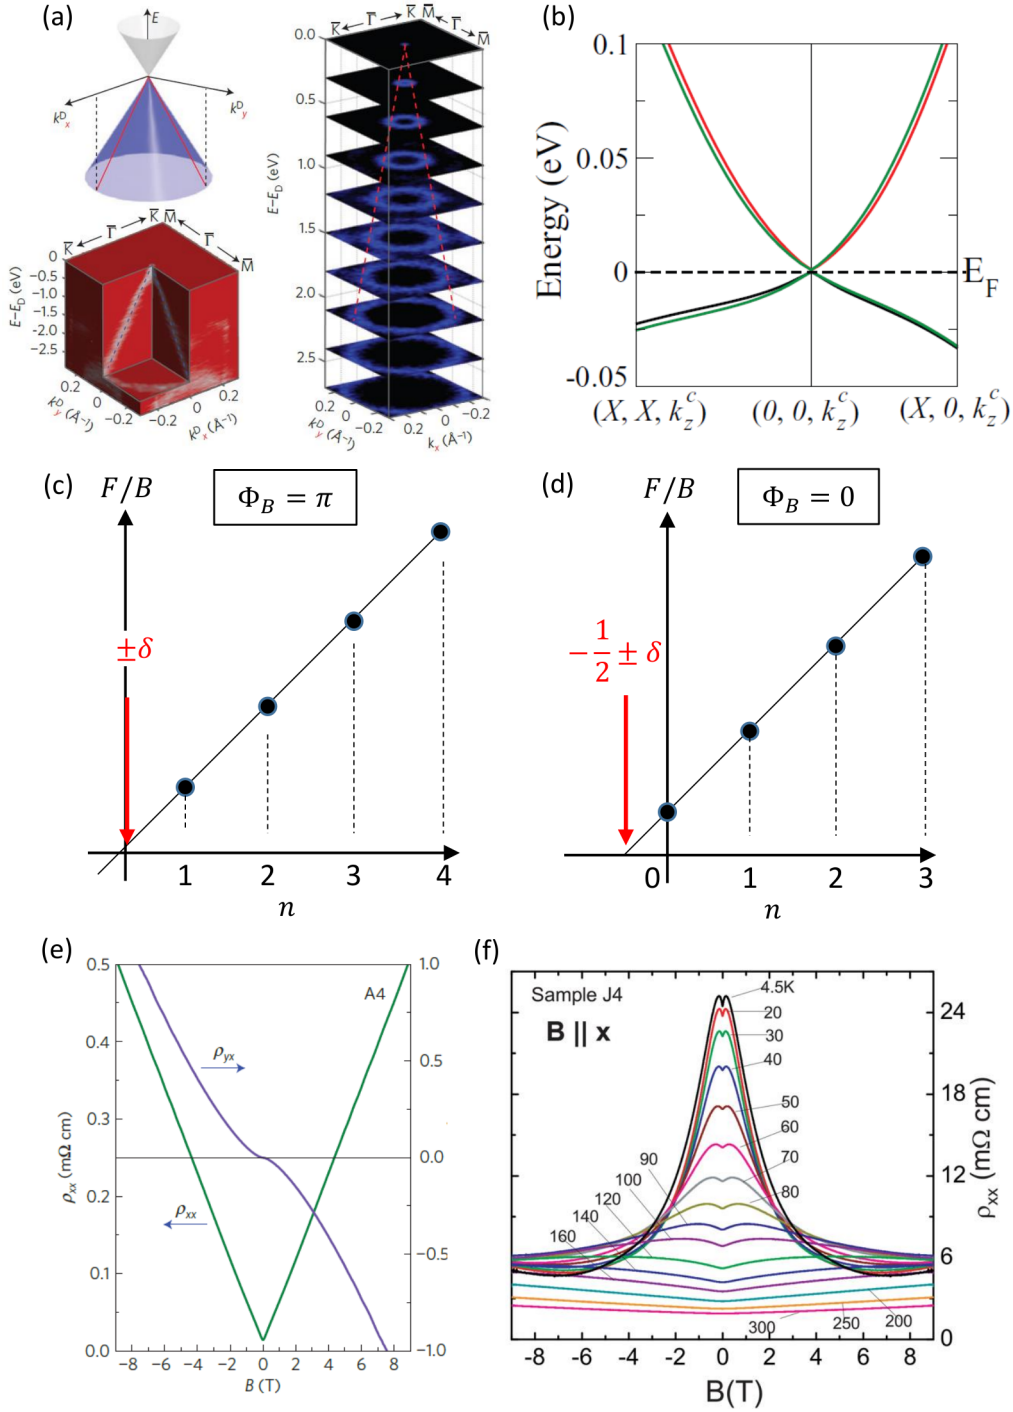 (a)
E
k^D_x
k^D_y
K̅ Γ̅ M̅
K̅ Γ̅ K̅ M̅ Γ̅ M̅
E−E_D (eV)
0
−0.5
−1.0
−1.5
−2.0
−2.5
0.2 0 −0.2
k^D_y (Å⁻¹)
−0.2 0 0.2
k^D_x (Å⁻¹)
E−E_D (eV)
0.0
0.5
1.0
1.5
2.0
2.5
0.2 0 −0.2
k^D_y (Å⁻¹)
−0.2 0 0.2
k_x (Å⁻¹)
(b)
Energy (eV)
0.1
0.05
0
-0.05
E_F
(X, X, k_z^c) (0, 0, k_z^c) (X, 0, k_z^c)
(c)
F/B
Φ_B = π
±δ
1 2 3 4
n
(d)
F/B
Φ_B = 0
−1/2 ± δ
0 1 2 3
n
(e)
A4
ρ_yx
ρ_xx
ρ_xx (mΩ cm)
0.5
0.4
0.3
0.2
0.1
0.0
1.0
0.5
0.0
−0.5
−1.0
−8 −6 −4 −2 0 2 4 6 8
B (T)
(f)
Sample J4
B || x
4.5K
20
30
40
50
60
70
80
90
100
120
140
160
200
250
300
ρ_xx (mΩ cm)
24
18
12
6
0
-8 -6 -4 -2 0 2 4 6 8
B(T)